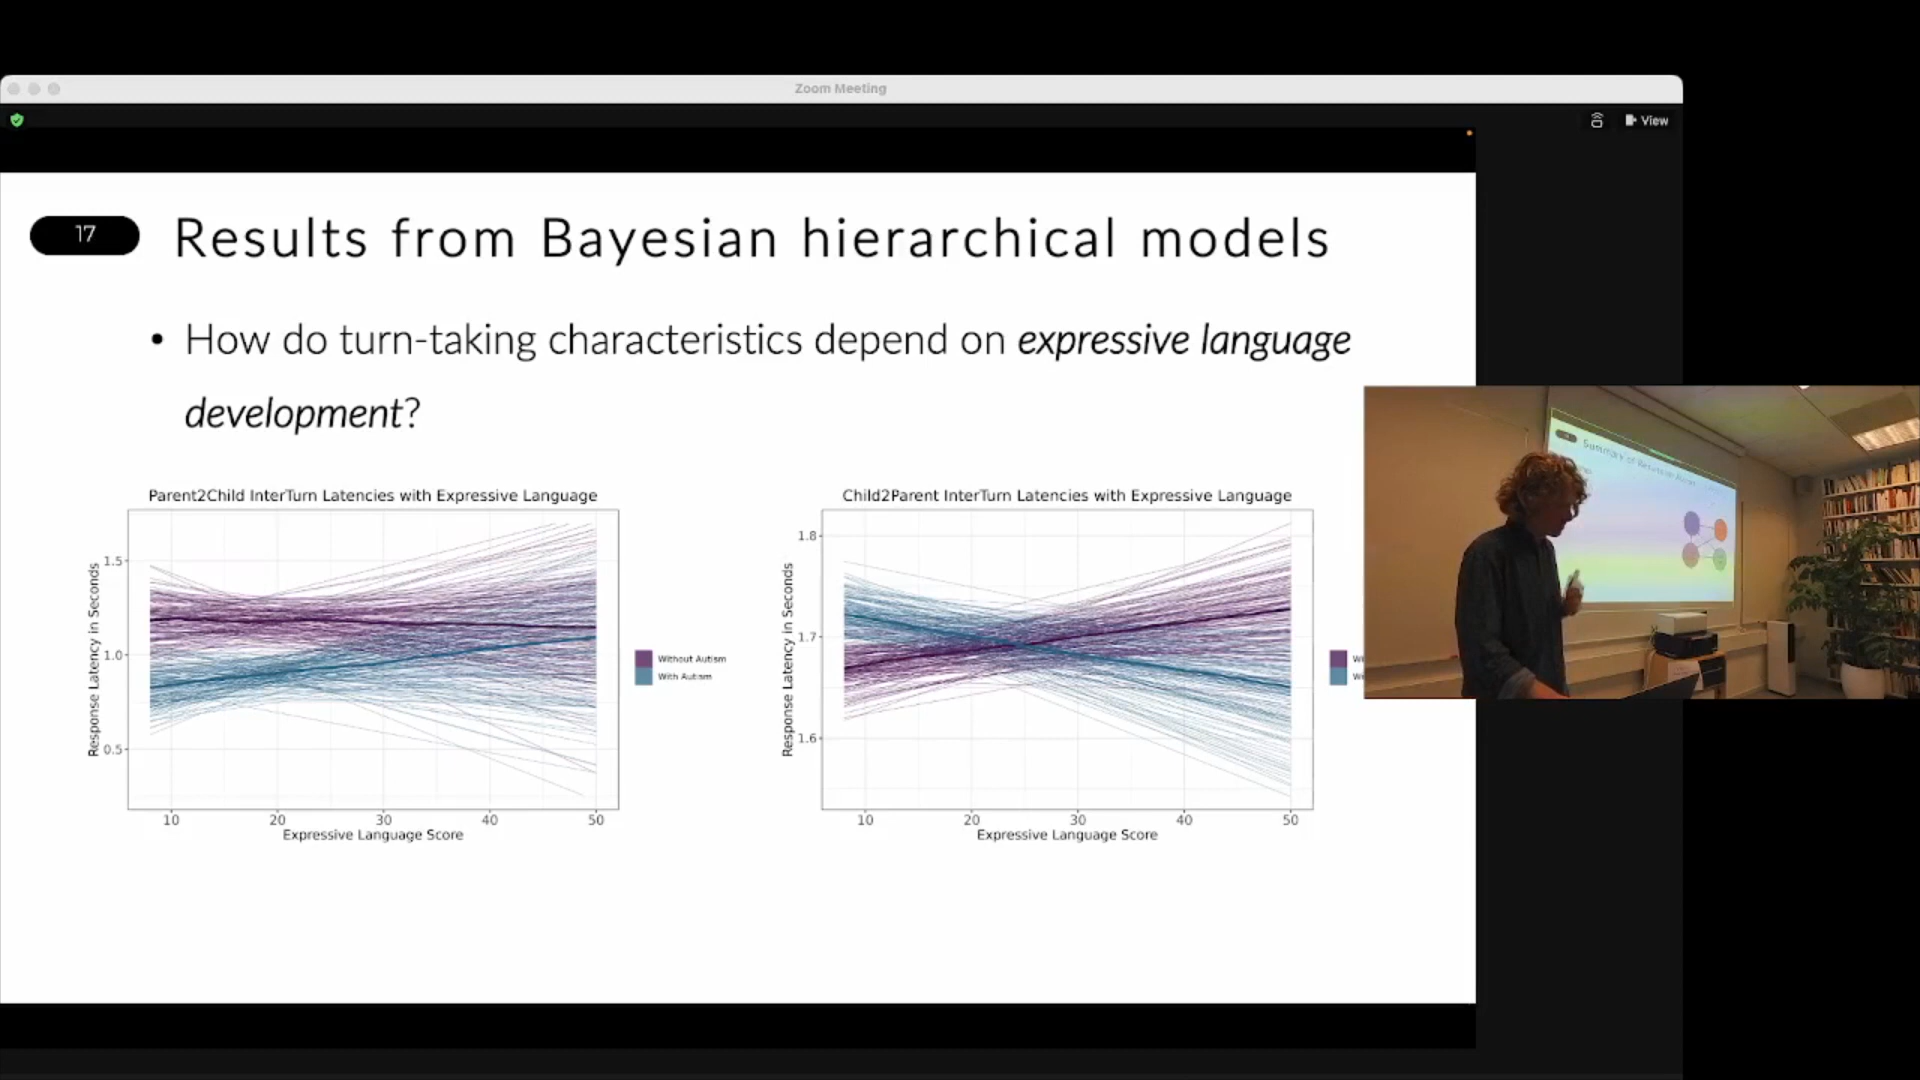 Zoom Meeting
View
17
Results from Bayesian hierarchical models
• How do turn-taking characteristics depend on expressive language
development?
Parent2Child InterTurn Latencies with Expressive Language
Response Latency in Seconds
1.5
1.0
0.5
10 20 30 40 50
Expressive Language Score
Without Autism
With Autism
Child2Parent InterTurn Latencies with Expressive Language
Response Latency in Seconds
1.8
1.7
1.6
10 20 30 40 50
Expressive Language Score
Summary of